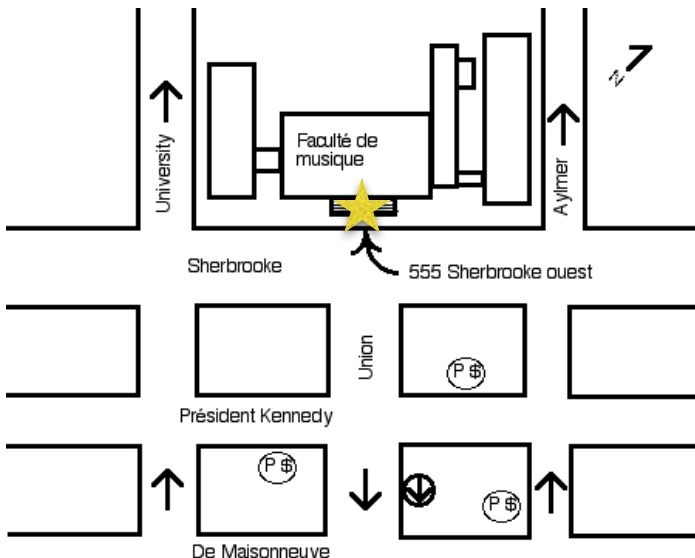 N
Faculté de
musique
University
Aylmer
Sherbrooke
555 Sherbrooke ouest
Union
P $
Président Kennedy
P $
P $
De Maisonneuve